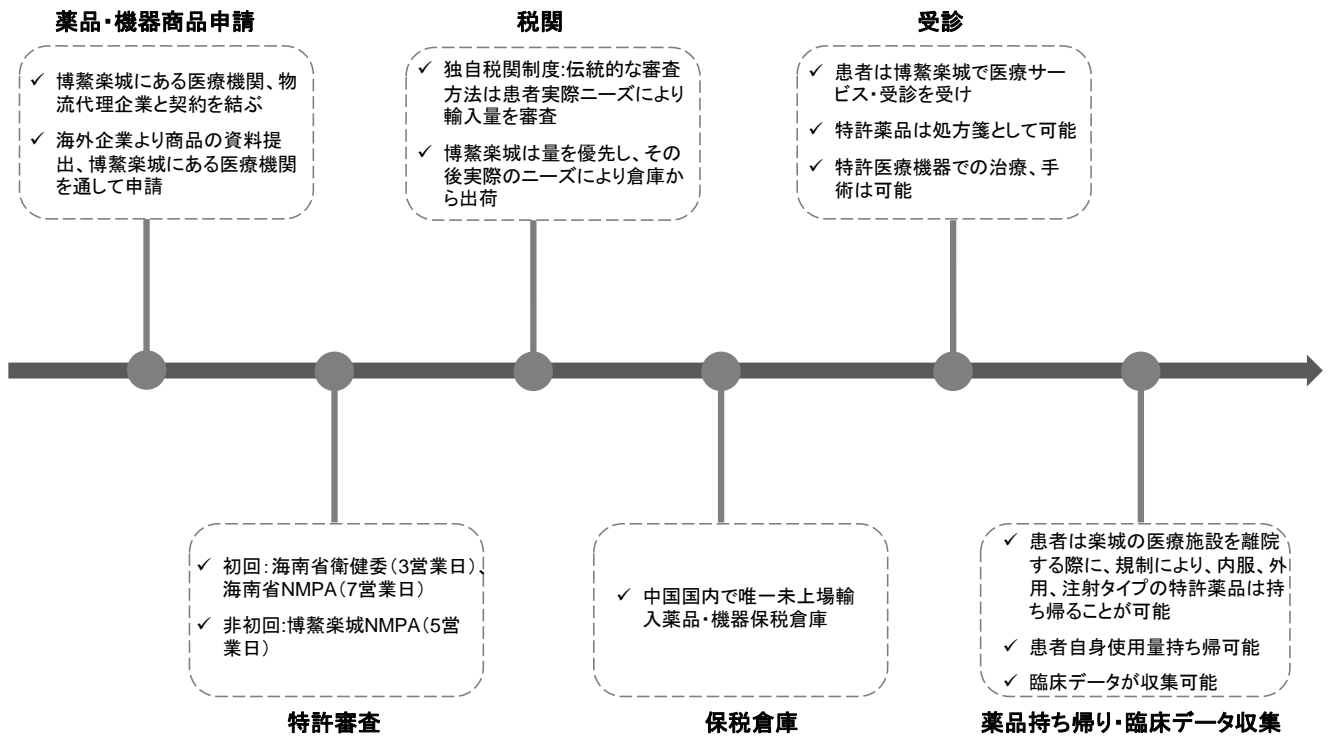 薬品・機器商品申請
✓ 博鰲楽城にある医療機関、物
流代理企業と契約を結ぶ
✓ 海外企業より商品の資料提
出、博鰲楽城にある医療機関
を通して申請
特許審査
✓ 初回：海南省衛健委（3営業日）、
海南省NMPA（7営業日）
✓ 非初回:博鰲楽城NMPA（5営
業日）
税関
✓ 独自税関制度:伝統的な審査
方法は患者実際ニーズにより
輸入量を審査
✓ 博鰲楽城は量を優先し、その
後実際のニーズにより倉庫か
ら出荷
保税倉庫
✓ 中国国内で唯一未上場輸
入薬品・機器保税倉庫
受診
✓ 患者は博鰲楽城で医療サー
ビス・受診を受け
✓ 特許薬品は処方箋として可能
✓ 特許医療機器での治療、手
術は可能
薬品持ち帰り・臨床データ収集
✓ 患者は楽城の医療施設を離院
する際に、規制により、内服、外
用、注射タイプの特許薬品は持
ち帰ることが可能
✓ 患者自身使用量持ち帰可能
✓ 臨床データが収集可能